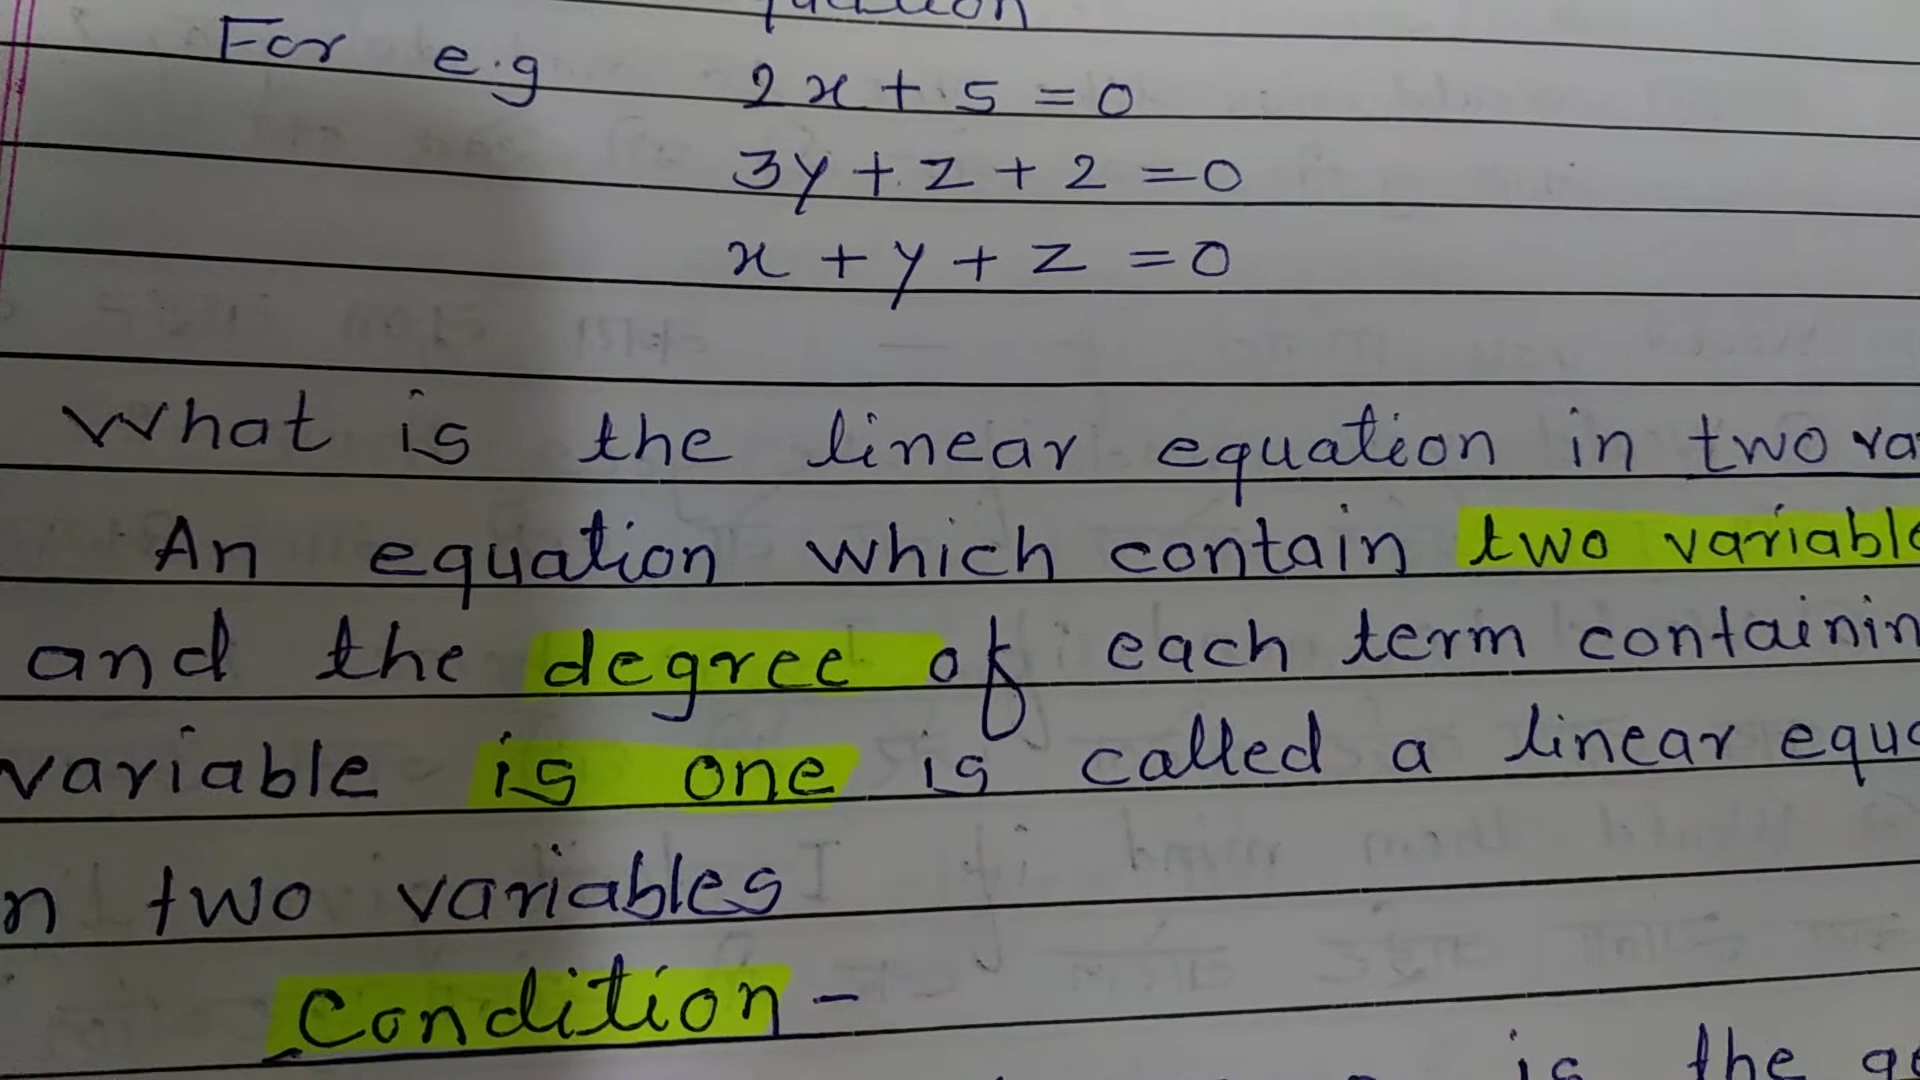 For e.g 2x + 5 = 0
3y + z + 2 = 0
x + y + z = 0
What is the linear equation in two
An equation which contain two
and the degree of each term
variable is one is called a linear
two variables
Condition -
is the